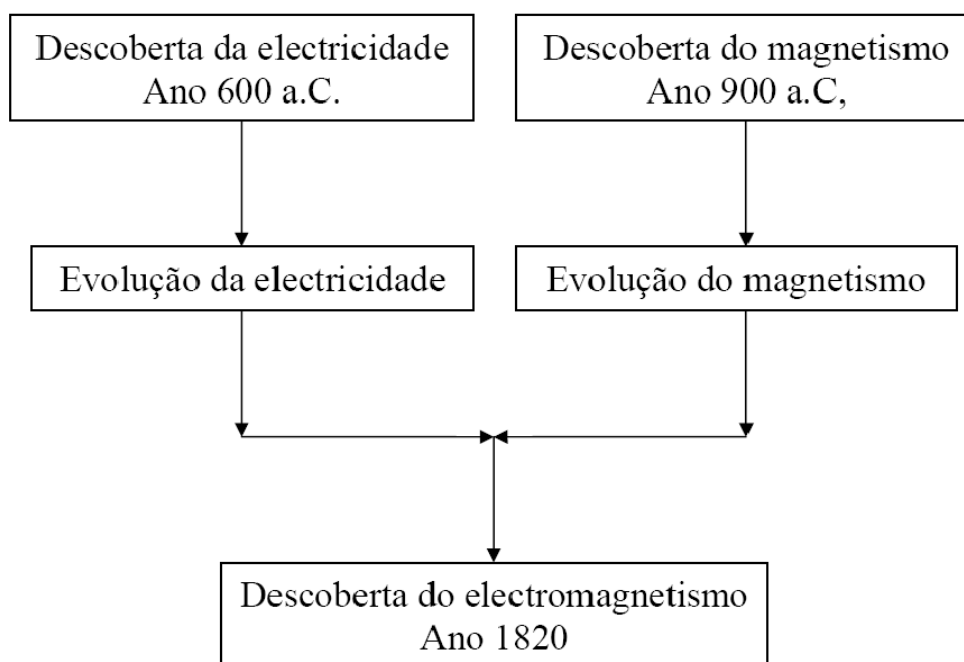 Descoberta da electricidade
Ano 600 a.C.
Descoberta do magnetismo
Ano 900 a.C,
Evolução da electricidade
Evolução do magnetismo
Descoberta do electromagnetismo
Ano 1820